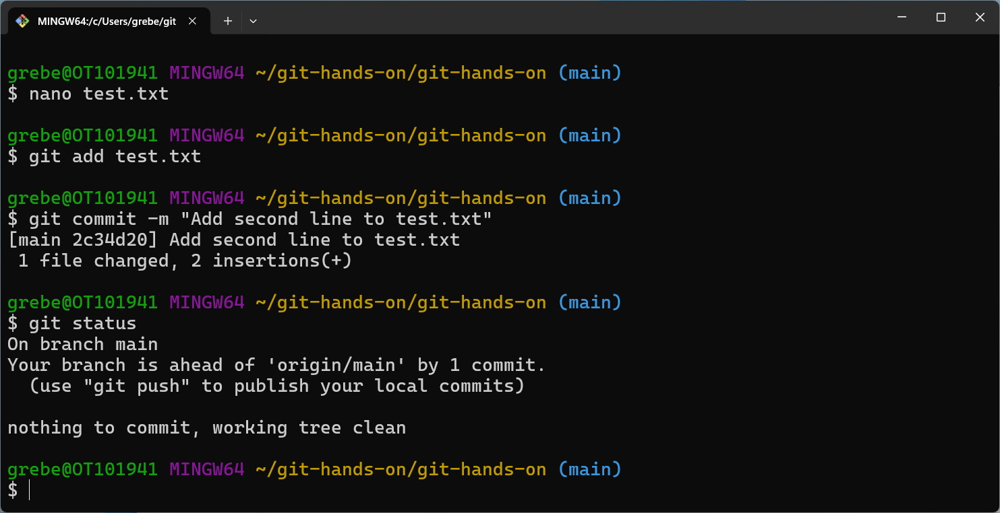 MINGW64:/c/Users/grebe/git
grebe@OT101941 MINGW64 ~/git-hands-on/git-hands-on (main)
$ nano test.txt
grebe@OT101941 MINGW64 ~/git-hands-on/git-hands-on (main)
$ git add test.txt
grebe@OT101941 MINGW64 ~/git-hands-on/git-hands-on (main)
$ git commit -m "Add second line to test.txt"
[main 2c34d20] Add second line to test.txt
 1 file changed, 2 insertions(+)
grebe@OT101941 MINGW64 ~/git-hands-on/git-hands-on (main)
$ git status
On branch main
Your branch is ahead of 'origin/main' by 1 commit.
  (use "git push" to publish your local commits)
nothing to commit, working tree clean
grebe@OT101941 MINGW64 ~/git-hands-on/git-hands-on (main)
$